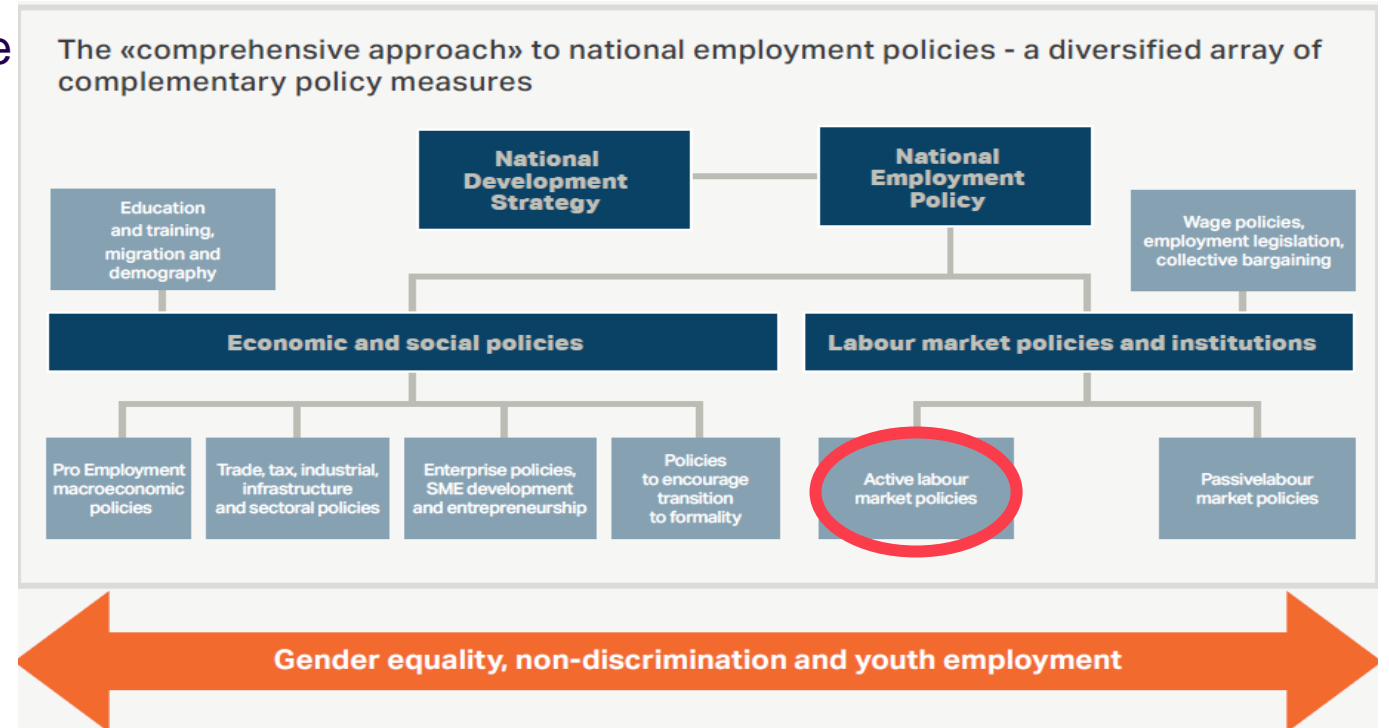 e
The «comprehensive approach» to national employment policies - a diversified array of
complementary policy measures
National
Development
Strategy
National
Employment
Policy
Education
and training,
migration and
demography
Wage policies,
employment legislation,
collective bargaining
Economic and social policies
Labour market policies and institutions
Pro Employment
macroeconomic
policies
Trade, tax, industrial,
infrastructure
and sectoral policies
Enterprise policies,
SME development
and entrepreneurship
Policies
to encourage
transition
to formality
Active labour
market policies
Passivelabour
market policies
Gender equality, non-discrimination and youth employment